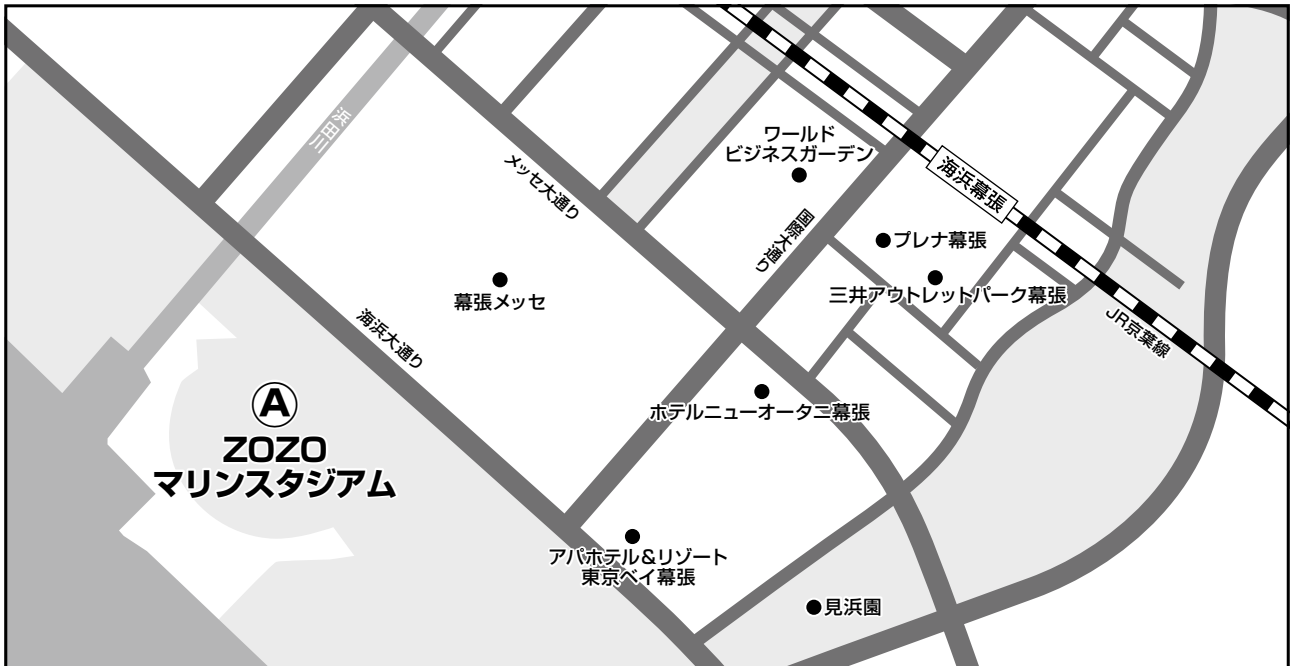 浜田川
ワールド
ビジネスガーデン
メッセ大通り
海浜幕張
国際大通り
プレナ幕張
三井アウトレットパーク幕張
幕張メッセ
海浜大通り
JR京葉線
A
ZOZO
マリンスタジアム
ホテルニューオータニ幕張
アパホテル&リゾート
東京ベイ幕張
見浜園